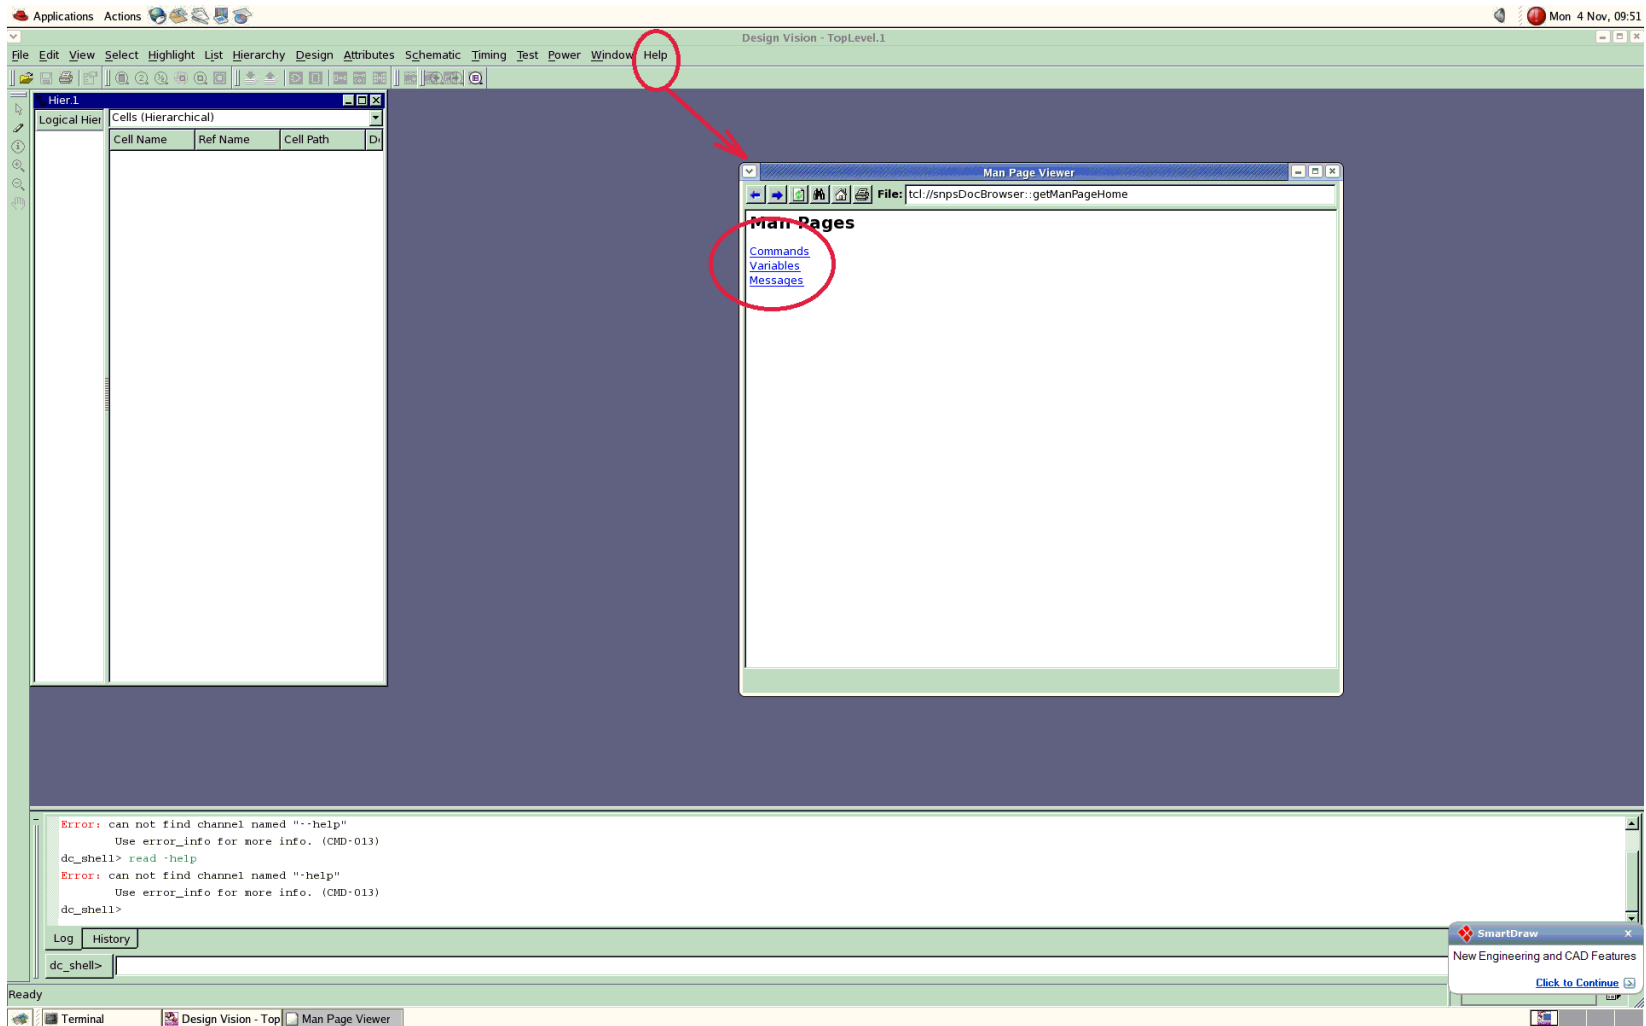 Applications Actions
Mon 4 Nov, 09:51
Design Vision - TopLevel.1
File Edit View Select Highlight List Hierarchy Design Attributes Schematic Timing Test Power Window Help
Hier.1
Logical Hier
Cells (Hierarchical)
Cell Name Ref Name Cell Path
Man Page Viewer
File: tcl://snpsDocBrowser::getManPageHome
Man Pages
Commands
Variables
Messages
Error: can not find channel named "--help"
Use error_info for more info. (CMD-013)
dc_shell> read -help
Error: can not find channel named "-help"
Use error_info for more info. (CMD-013)
dc_shell>
Log History
dc_shell>
SmartDraw
New Engineering and CAD Features
Click to Continue
Ready
Terminal Design Vision - Top Man Page Viewer